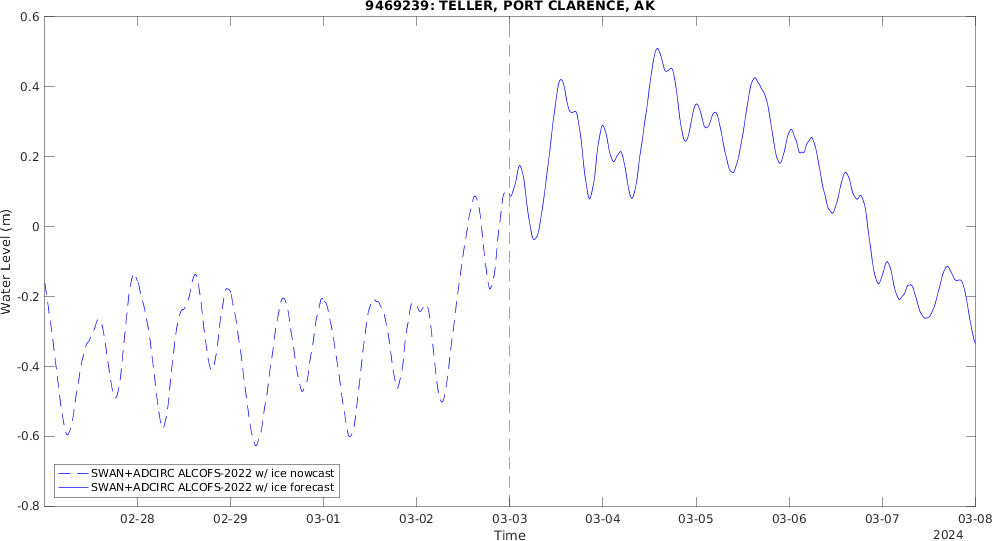 9469239: TELLER, PORT CLARENCE, AK
0.6
0.4
0.2
0
-0.2
-0.4
-0.6
-0.8
Water Level (m)
SWAN+ADCIRC ALCOFS-2022 w/ ice nowcast
SWAN+ADCIRC ALCOFS-2022 w/ ice forecast
02-28 02-29 03-01 03-02 03-03 03-04 03-05 03-06 03-07 03-08
Time
2024